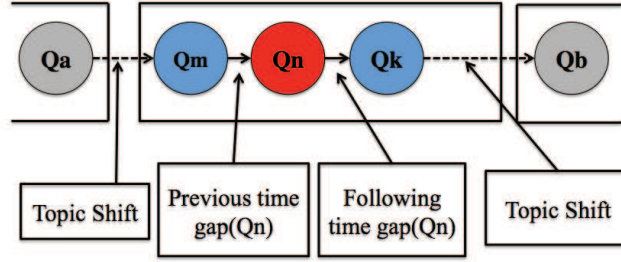 Qa
Qm
Qn
Qk
Qb
Topic Shift
Previous time
gap(Qn)
Following
time gap(Qn)
Topic Shift